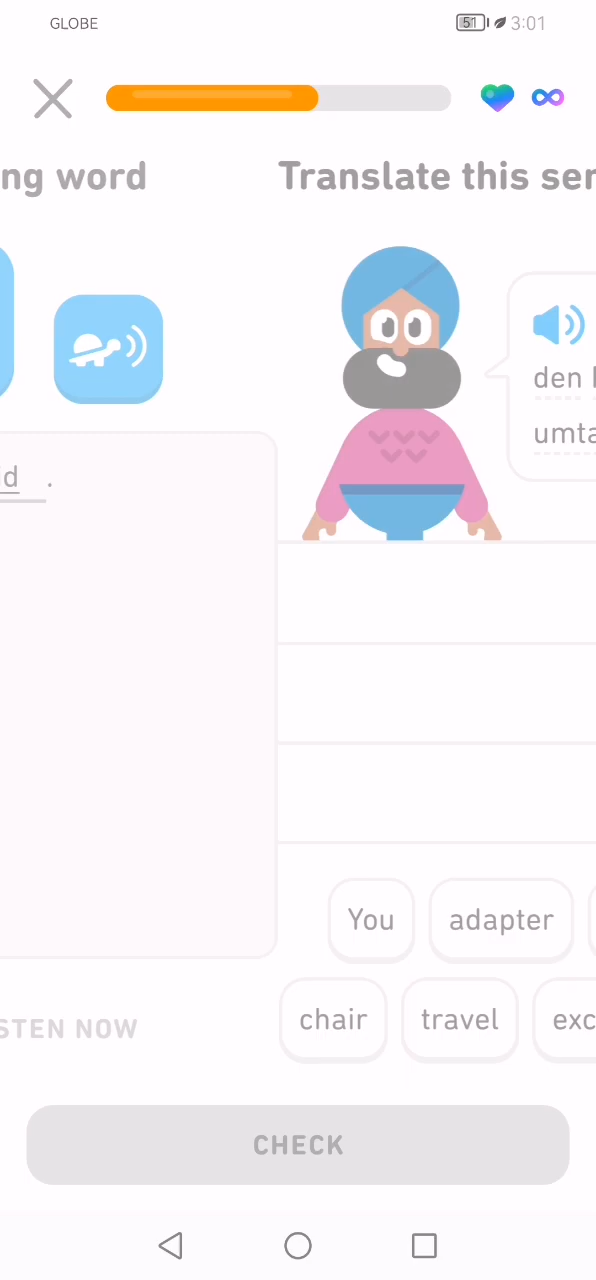 GLOBE 51 3:01
ng word Translate this ser
den
umta
d .
You adapter
chair travel exc
STEN NOW
CHECK